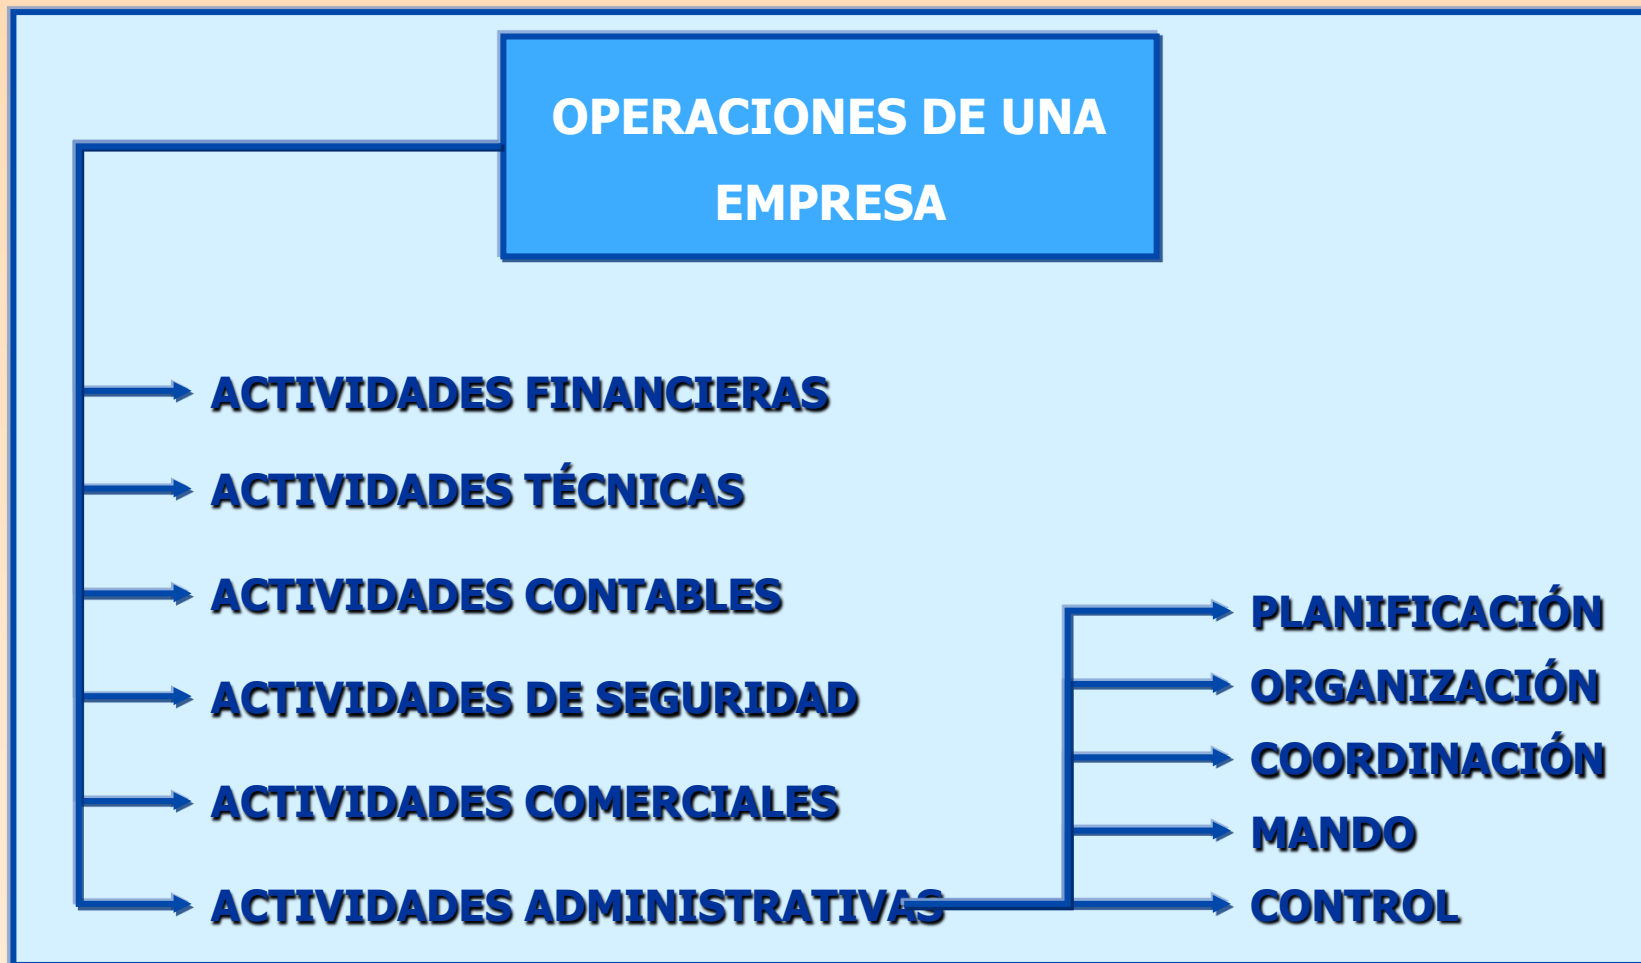 OPERACIONES DE UNA
EMPRESA
ACTIVIDADES FINANCIERAS
ACTIVIDADES TÉCNICAS
ACTIVIDADES CONTABLES
ACTIVIDADES DE SEGURIDAD
ACTIVIDADES COMERCIALES
ACTIVIDADES ADMINISTRATIVAS
PLANIFICACIÓN
ORGANIZACIÓN
COORDINACIÓN
MANDO
CONTROL